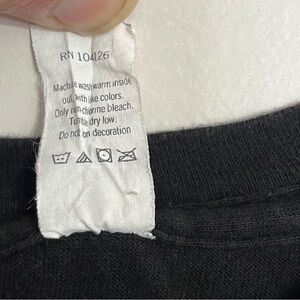 RN 104126
Machine wash warm inside
out, with like colors.
Only non-chlorine bleach.
Tumble dry low.
Do not iron decoration